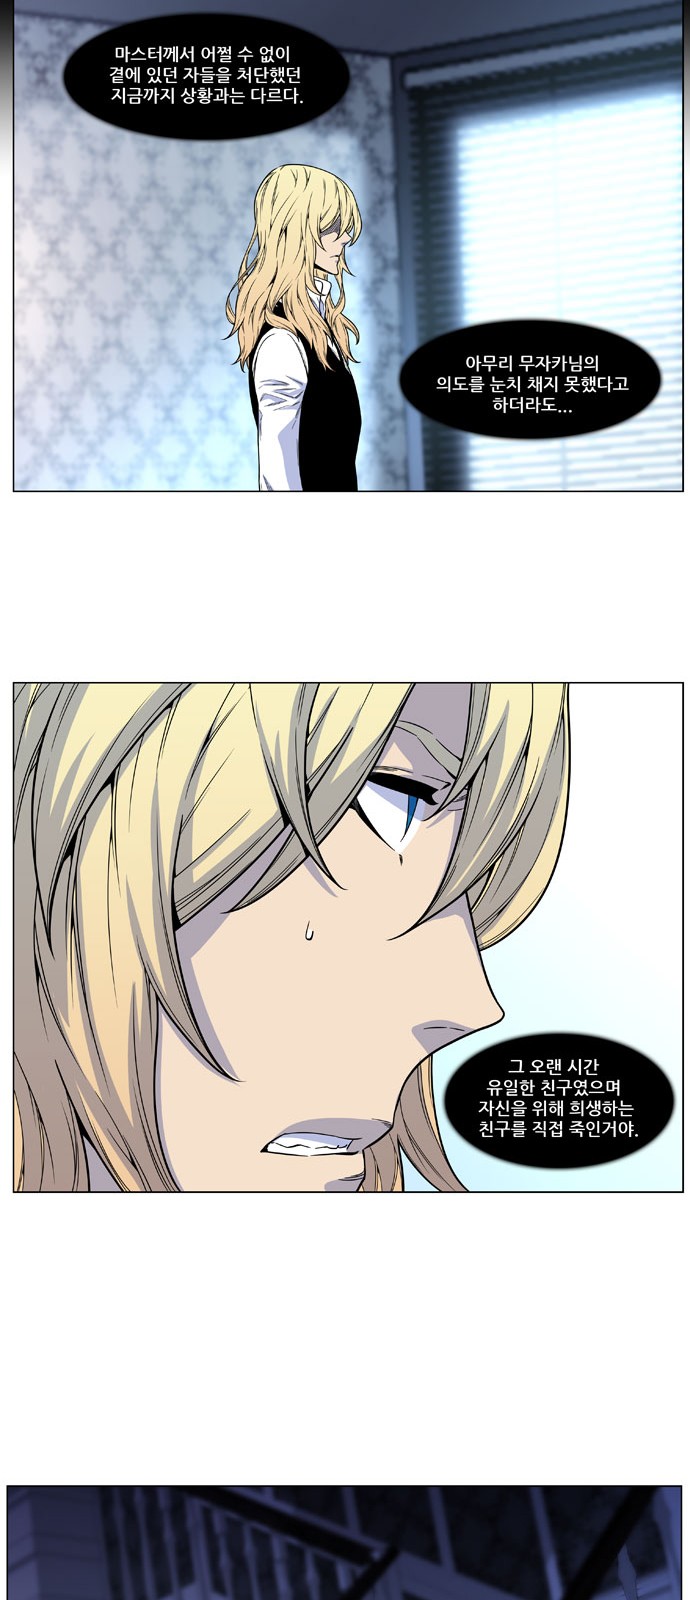 마스터께서 어쩔 수 없이
곁에 있던 자들을 처단했던
지금까지 상황과는 다르다.
아무리 무자카님의
의도를 눈치 채지 못했다고
하더라도...
그 오랜 시간
유일한 친구였으며
자신을 위해 희생하는
친구를 직접 죽인거야.